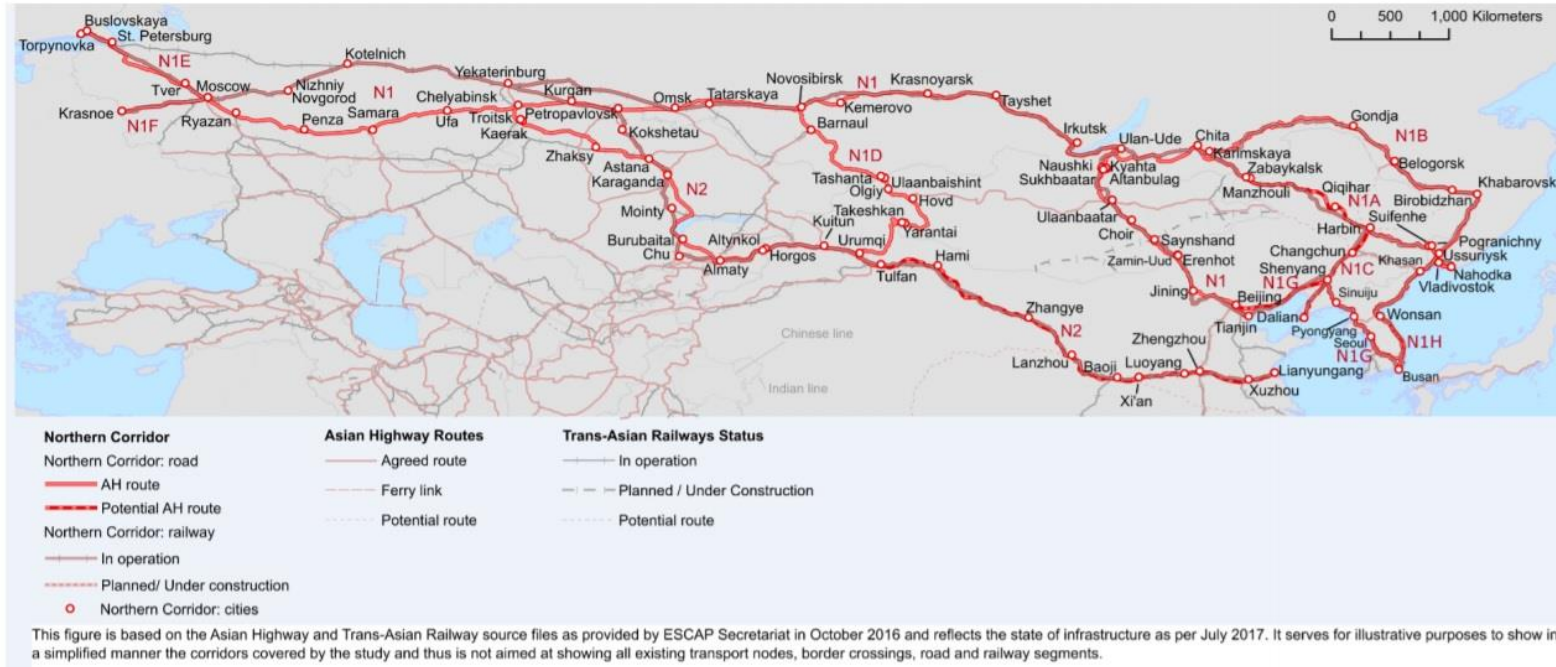 0 500 1,000 Kilometers
Buslovskaya
Torpynovka
St. Petersburg
N1E
Kotelnich
Tver
Moscow
Nizhniy
Novgorod
N1
Yekaterinburg
Krasnoe
N1F
Ryazan
Penza
Samara
Chelyabinsk
Ufa
Kurgan
Troitsk
Kaerak
Petropavlovsk
Omsk
Tatarskaya
Kokshetau
Zhaksy
Astana
Karaganda
N2
Mointy
Burubaital
Chu
Almaty
Altynkol
Horgos
Kuitun
Urumqi
Novosibirsk
N1
Krasnoyarsk
Kemerovo
Barnaul
Tayshet
N1D
Tashanta
Ulaanbaishint
Olgiy
Hovd
Takeshkan
Yarantai
Tulfan
Hami
Irkutsk
Ulan-Ude
Naushki
Kyahta
Sukhbaatar
Altanbulag
Ulaanbaatar
Choir
Saynshand
Zamin-Uud
Erenhot
Jining
N1
Beijing
Tianjin
Chita
Karimskaya
Zabaykalsk
Manzhouli
Gondja
N1B
Belogorsk
Khabarovsk
Birobidzhan
Qiqihar
N1A
Suifenhe
Harbin
Pogranichny
Ussuriysk
Nahodka
Vladivostok
Khasan
Changchun
N1C
Shenyang
N1G
Dalian
Sinuiju
Pyongyang
Wonsan
Seoul
N1G
N1H
Busan
Zhangye
N2
Lanzhou
Baoji
Xi'an
Luoyang
Zhengzhou
Xuzhou
Lianyungang
Chinese line
Indian line
Northern Corridor
Northern Corridor: road
AH route
Potential AH route
Northern Corridor: railway
In operation
Planned/ Under construction
Northern Corridor: cities
Asian Highway Routes
Agreed route
Ferry link
Potential route
Trans-Asian Railways Status
In operation
Planned / Under Construction
Potential route
This figure is based on the Asian Highway and Trans-Asian Railway source files as provided by ESCAP Secretariat in October 2016 and reflects the state of infrastructure as per July 2017. It serves for illustrative purposes to show in
a simplified manner the corridors covered by the study and thus is not aimed at showing all existing transport nodes, border crossings, road and railway segments.